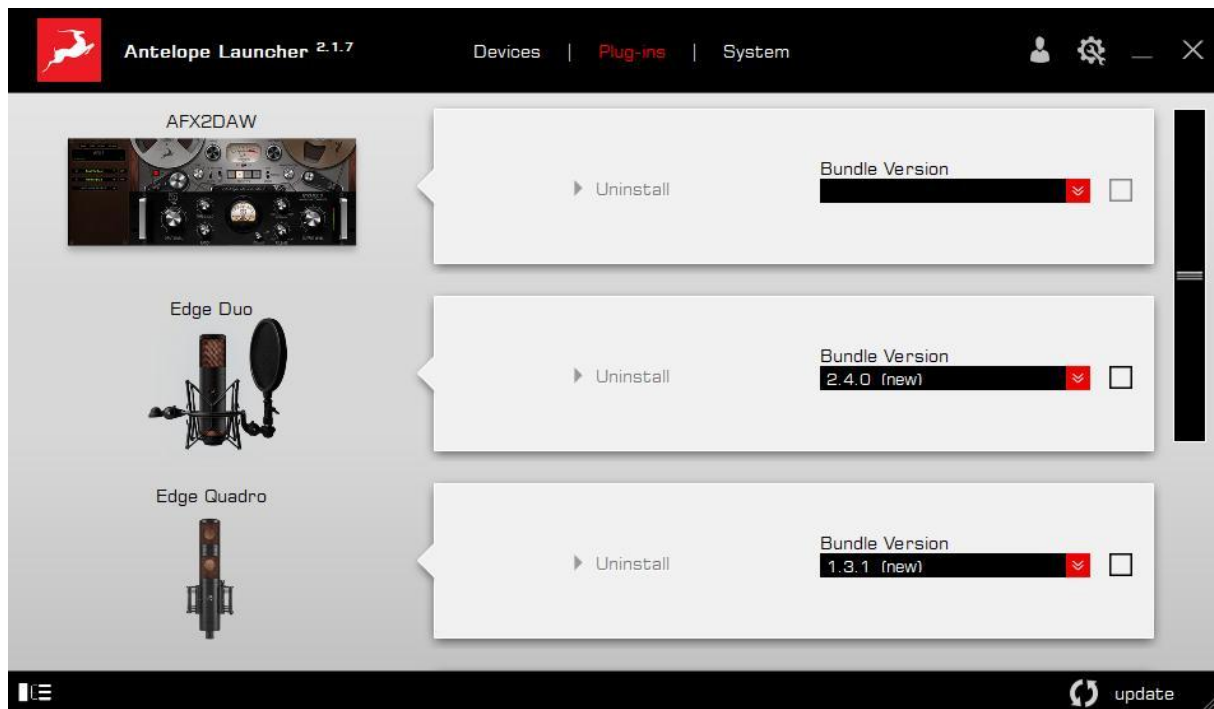 Antelope Launcher 2.1.7
Devices | Plug-ins | System
AFX2DAW
Uninstall
Bundle Version
Edge Duo
Uninstall
Bundle Version
2.4.0 (new)
Edge Quadro
Uninstall
Bundle Version
1.3.1 (new)
update